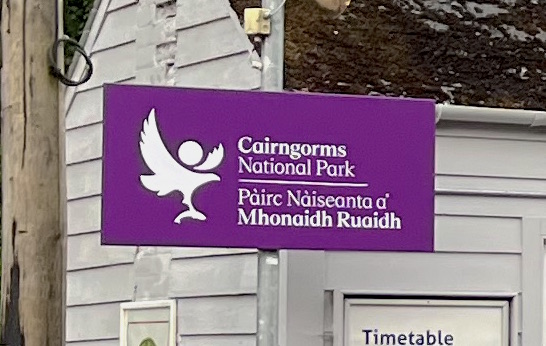 Cairngorms
National Park
Pàirc Nàiseanta a'
Mhonaidh Ruaidh
Timetable